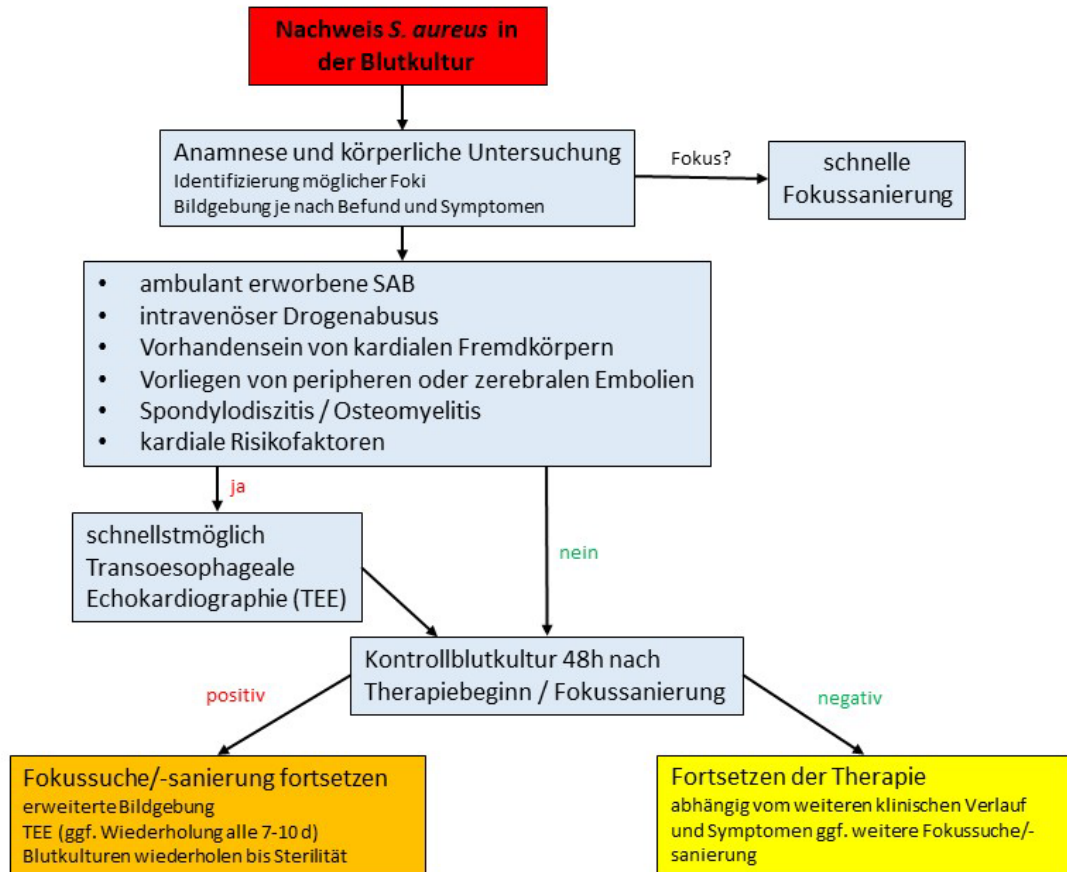 Nachweis S. aureus in
der Blutkultur
Anamnese und körperliche Untersuchung
Identifizierung möglicher Foki
Bildgebung je nach Befund und Symptomen
Fokus?
schnelle
Fokussanierung
• ambulant erworbene SAB
• intravenöser Drogenabusus
• Vorhandensein von kardialen Fremdkörpern
• Vorliegen von peripheren oder zerebralen Embolien
• Spondylodiszitis / Osteomyelitis
• kardiale Risikofaktoren
ja
nein
schnellstmöglich
Transoesophageale
Echokardiographie (TEE)
Kontrollblutkultur 48h nach
Therapiebeginn / Fokussanierung
positiv
negativ
Fokussuche/-sanierung fortsetzen
erweiterte Bildgebung
TEE (ggf. Wiederholung alle 7-10 d)
Blutkulturen wiederholen bis Sterilität
Fortsetzen der Therapie
abhängig vom weiteren klinischen Verlauf
und Symptomen ggf. weitere Fokussuche/-
sanierung